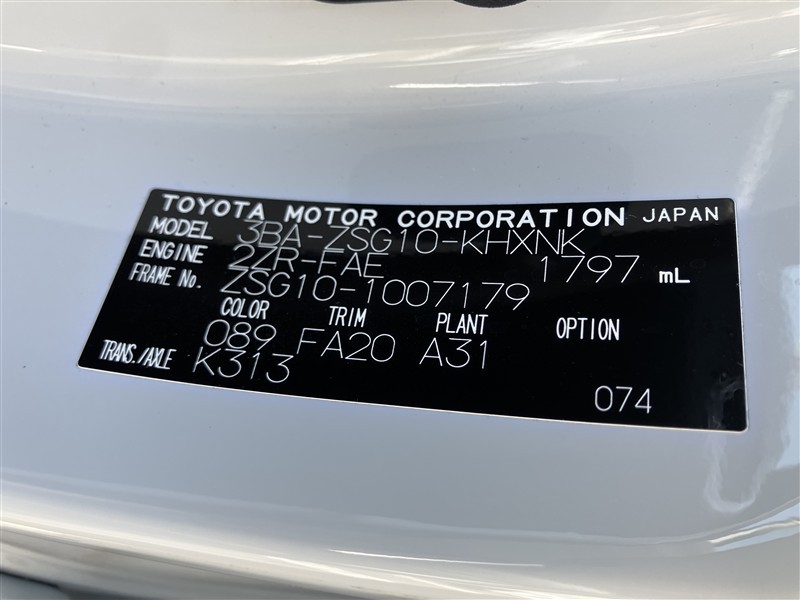 TOYOTA MOTOR CORPORATION JAPAN
MODEL 3BA-ZSG10-KHXNK
ENGINE 2ZR-FAE 1797 mL
FRAME No. ZSG10-1007179
COLOR TRIM PLANT OPTION
089 FA20 A31
TRANS./AXLE K313
074